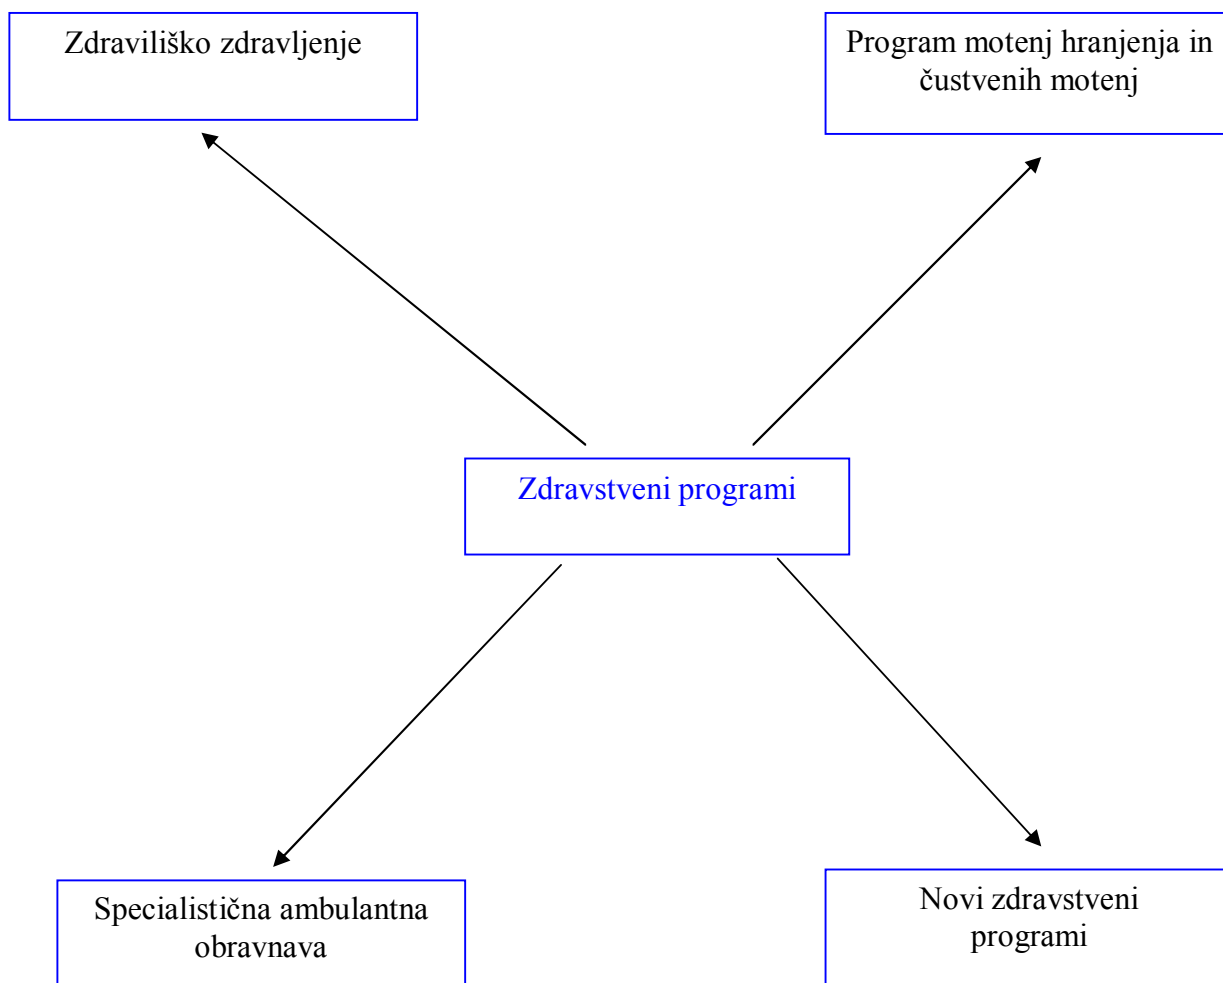 Zdraviliško zdravljenje
Program motenj hranjenja in
čustvenih motenj
Zdravstveni programi
Specialistična ambulantna
obravnava
Novi zdravstveni
programi